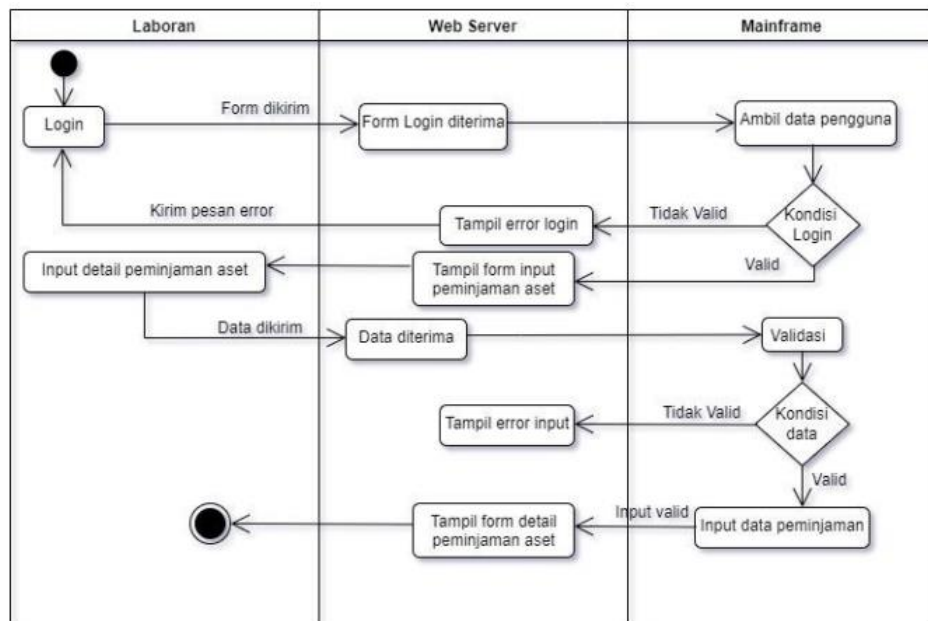 Laboran
Web Server
Mainframe
Form dikirim
Login
Form Login diterima
Ambil data pengguna
Kirim pesan error
Tampil error login
Tidak Valid
Kondisi
Login
Valid
Input detail peminjaman aset
Tampil form input
peminjaman aset
Data dikirim
Data diterima
Validasi
Tampil error input
Tidak Valid
Kondisi
data
Valid
Tampil form detail
peminjaman aset
Input valid
Input data peminjaman